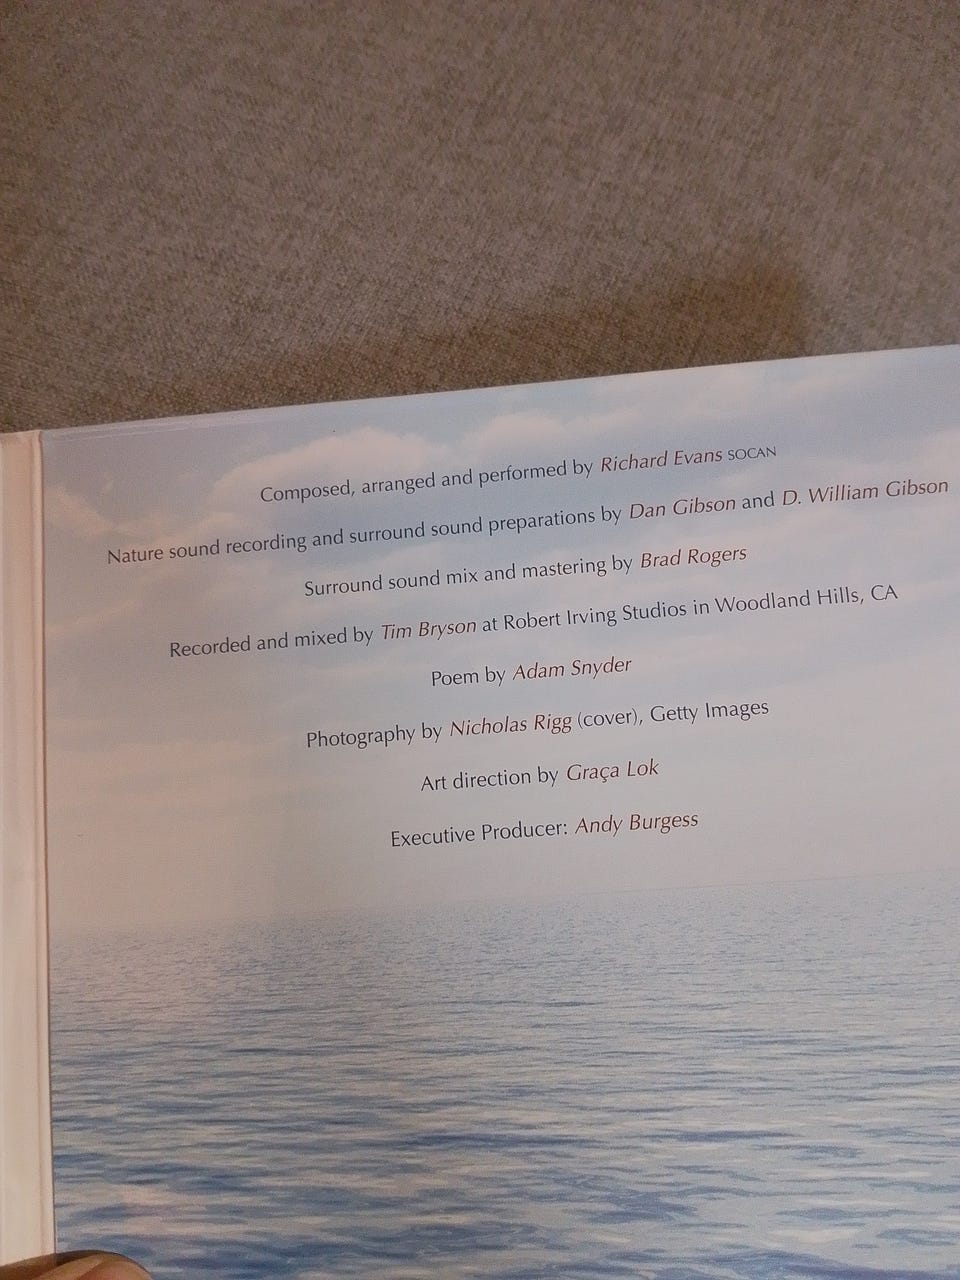 Composed, arranged and performed by Richard Evans SOCAN
Nature sound recording and surround sound preparations by Dan Gibson and D. William Gibson
Surround sound mix and mastering by Brad Rogers
Recorded and mixed by Tim Bryson at Robert Irving Studios in Woodland Hills, CA
Poem by Adam Snyder
Photography by Nicholas Rigg (cover), Getty Images
Art direction by Graça Lok
Executive Producer: Andy Burgess